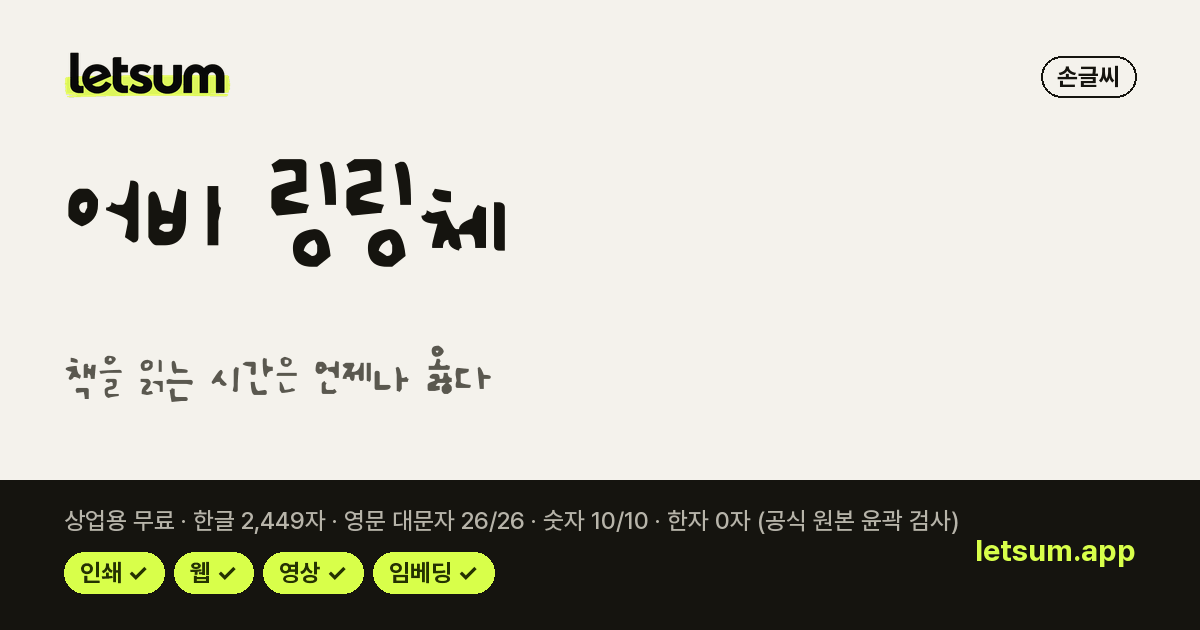 letsum
손글씨
어비 링링체
책을 읽는 시간은 언제나 옳다
상업용 무료 · 한글 2,449자 · 영문 대문자 26/26 · 숫자 10/10 · 한자 0자 (공식 원본 윤곽 검사)
인쇄 ✓ 웹 ✓ 영상 ✓ 임베딩 ✓
letsum.app